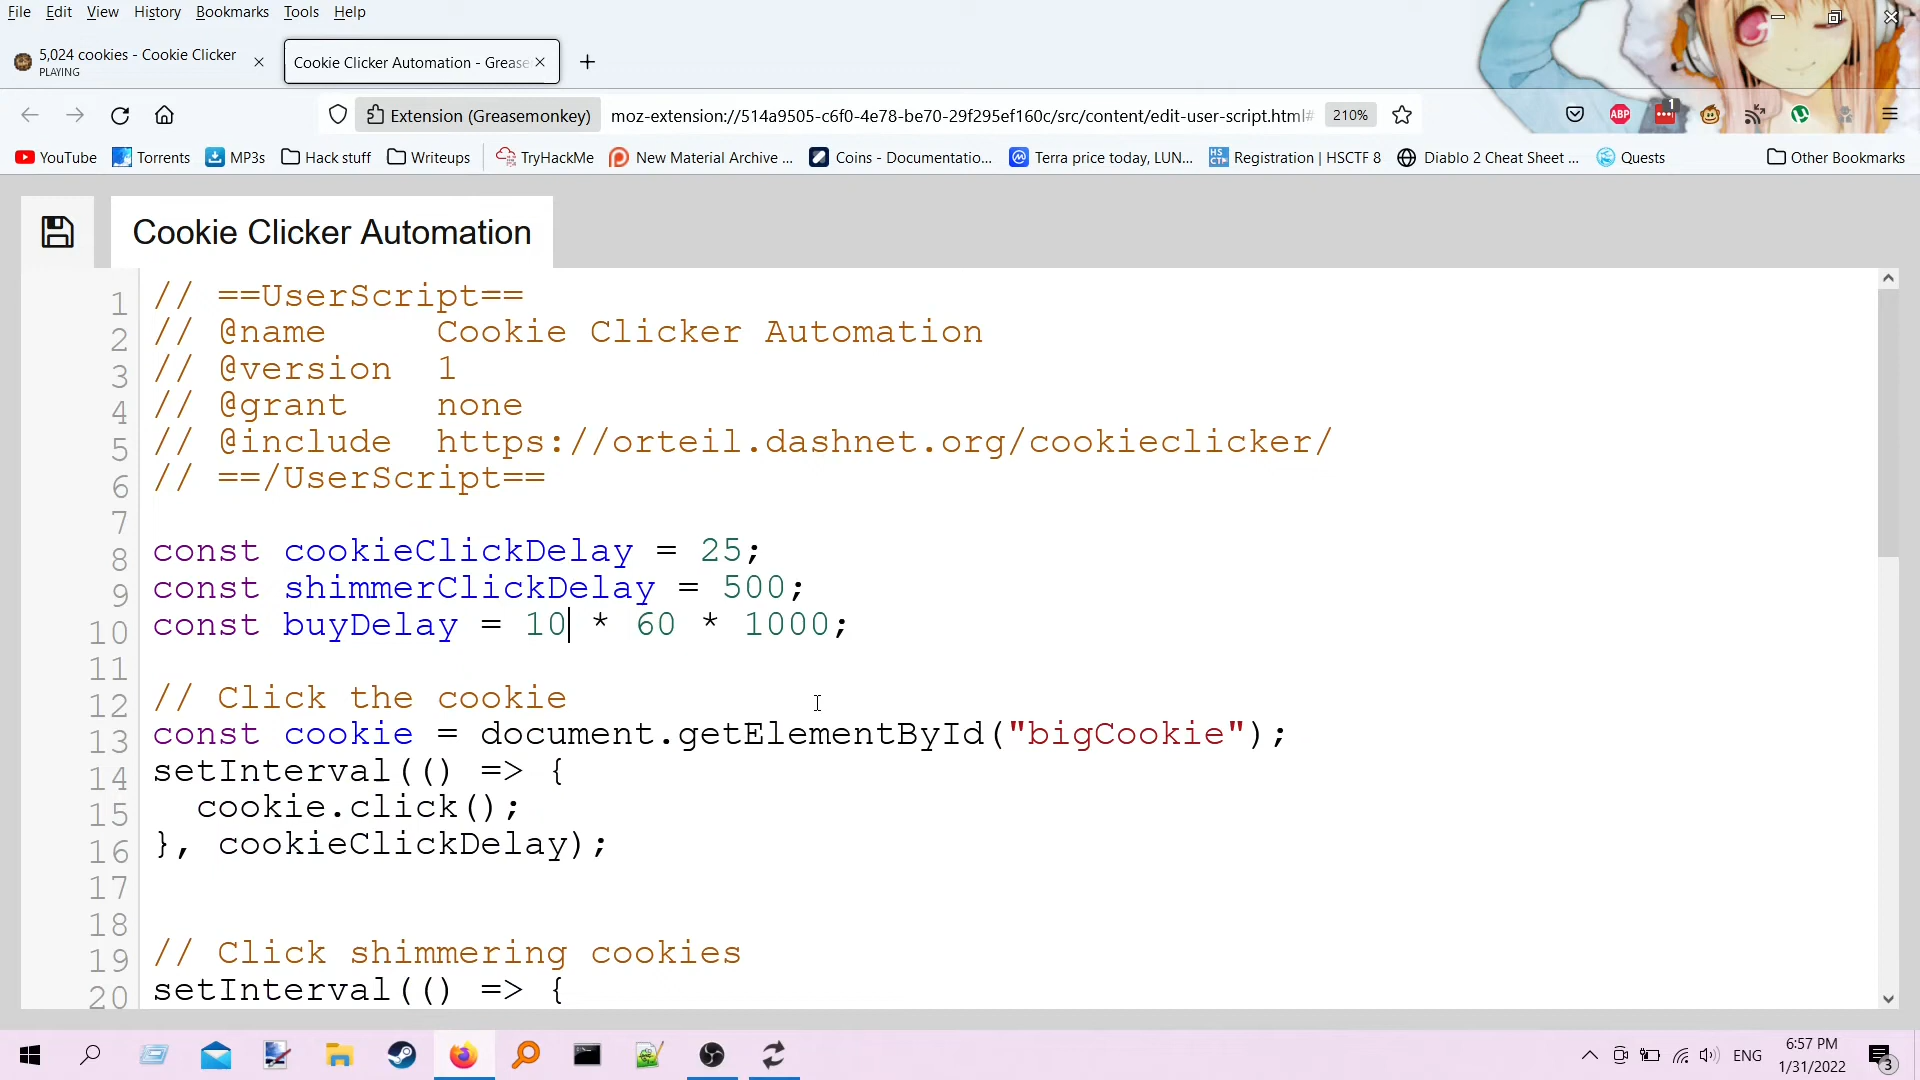 File Edit View History Bookmarks Tools Help
5,024 cookies - Cookie Clicker
PLAYING
Cookie Clicker Automation - Grease
Extension (Greasemonkey)
moz-extension://514a9505-c6f0-4e78-be70-29f295ef160c/src/content/edit-user-script.html#
210%
ABP
1
YouTube Torrents MP3s Hack stuff Writeups TryHackMe New Material Archive ... Coins - Documentatio... Terra price today, LUN... Registration | HSCTF 8 Diablo 2 Cheat Sheet ... Quests Other Bookmarks
Cookie Clicker Automation
1 // ==UserScript==
2 // @name     Cookie Clicker Automation
3 // @version  1
4 // @grant    none
5 // @include  https://orteil.dashnet.org/cookieclicker/
6 // ==/UserScript==
7
8 const cookieClickDelay = 25;
9 const shimmerClickDelay = 500;
10 const buyDelay = 10 * 60 * 1000;
11
12 // Click the cookie
13 const cookie = document.getElementById("bigCookie");
14 setInterval(() => {
15   cookie.click();
16 }, cookieClickDelay);
17
18
19 // Click shimmering cookies
20 setInterval(() => {
ENG
6:57 PM
1/31/2022
3